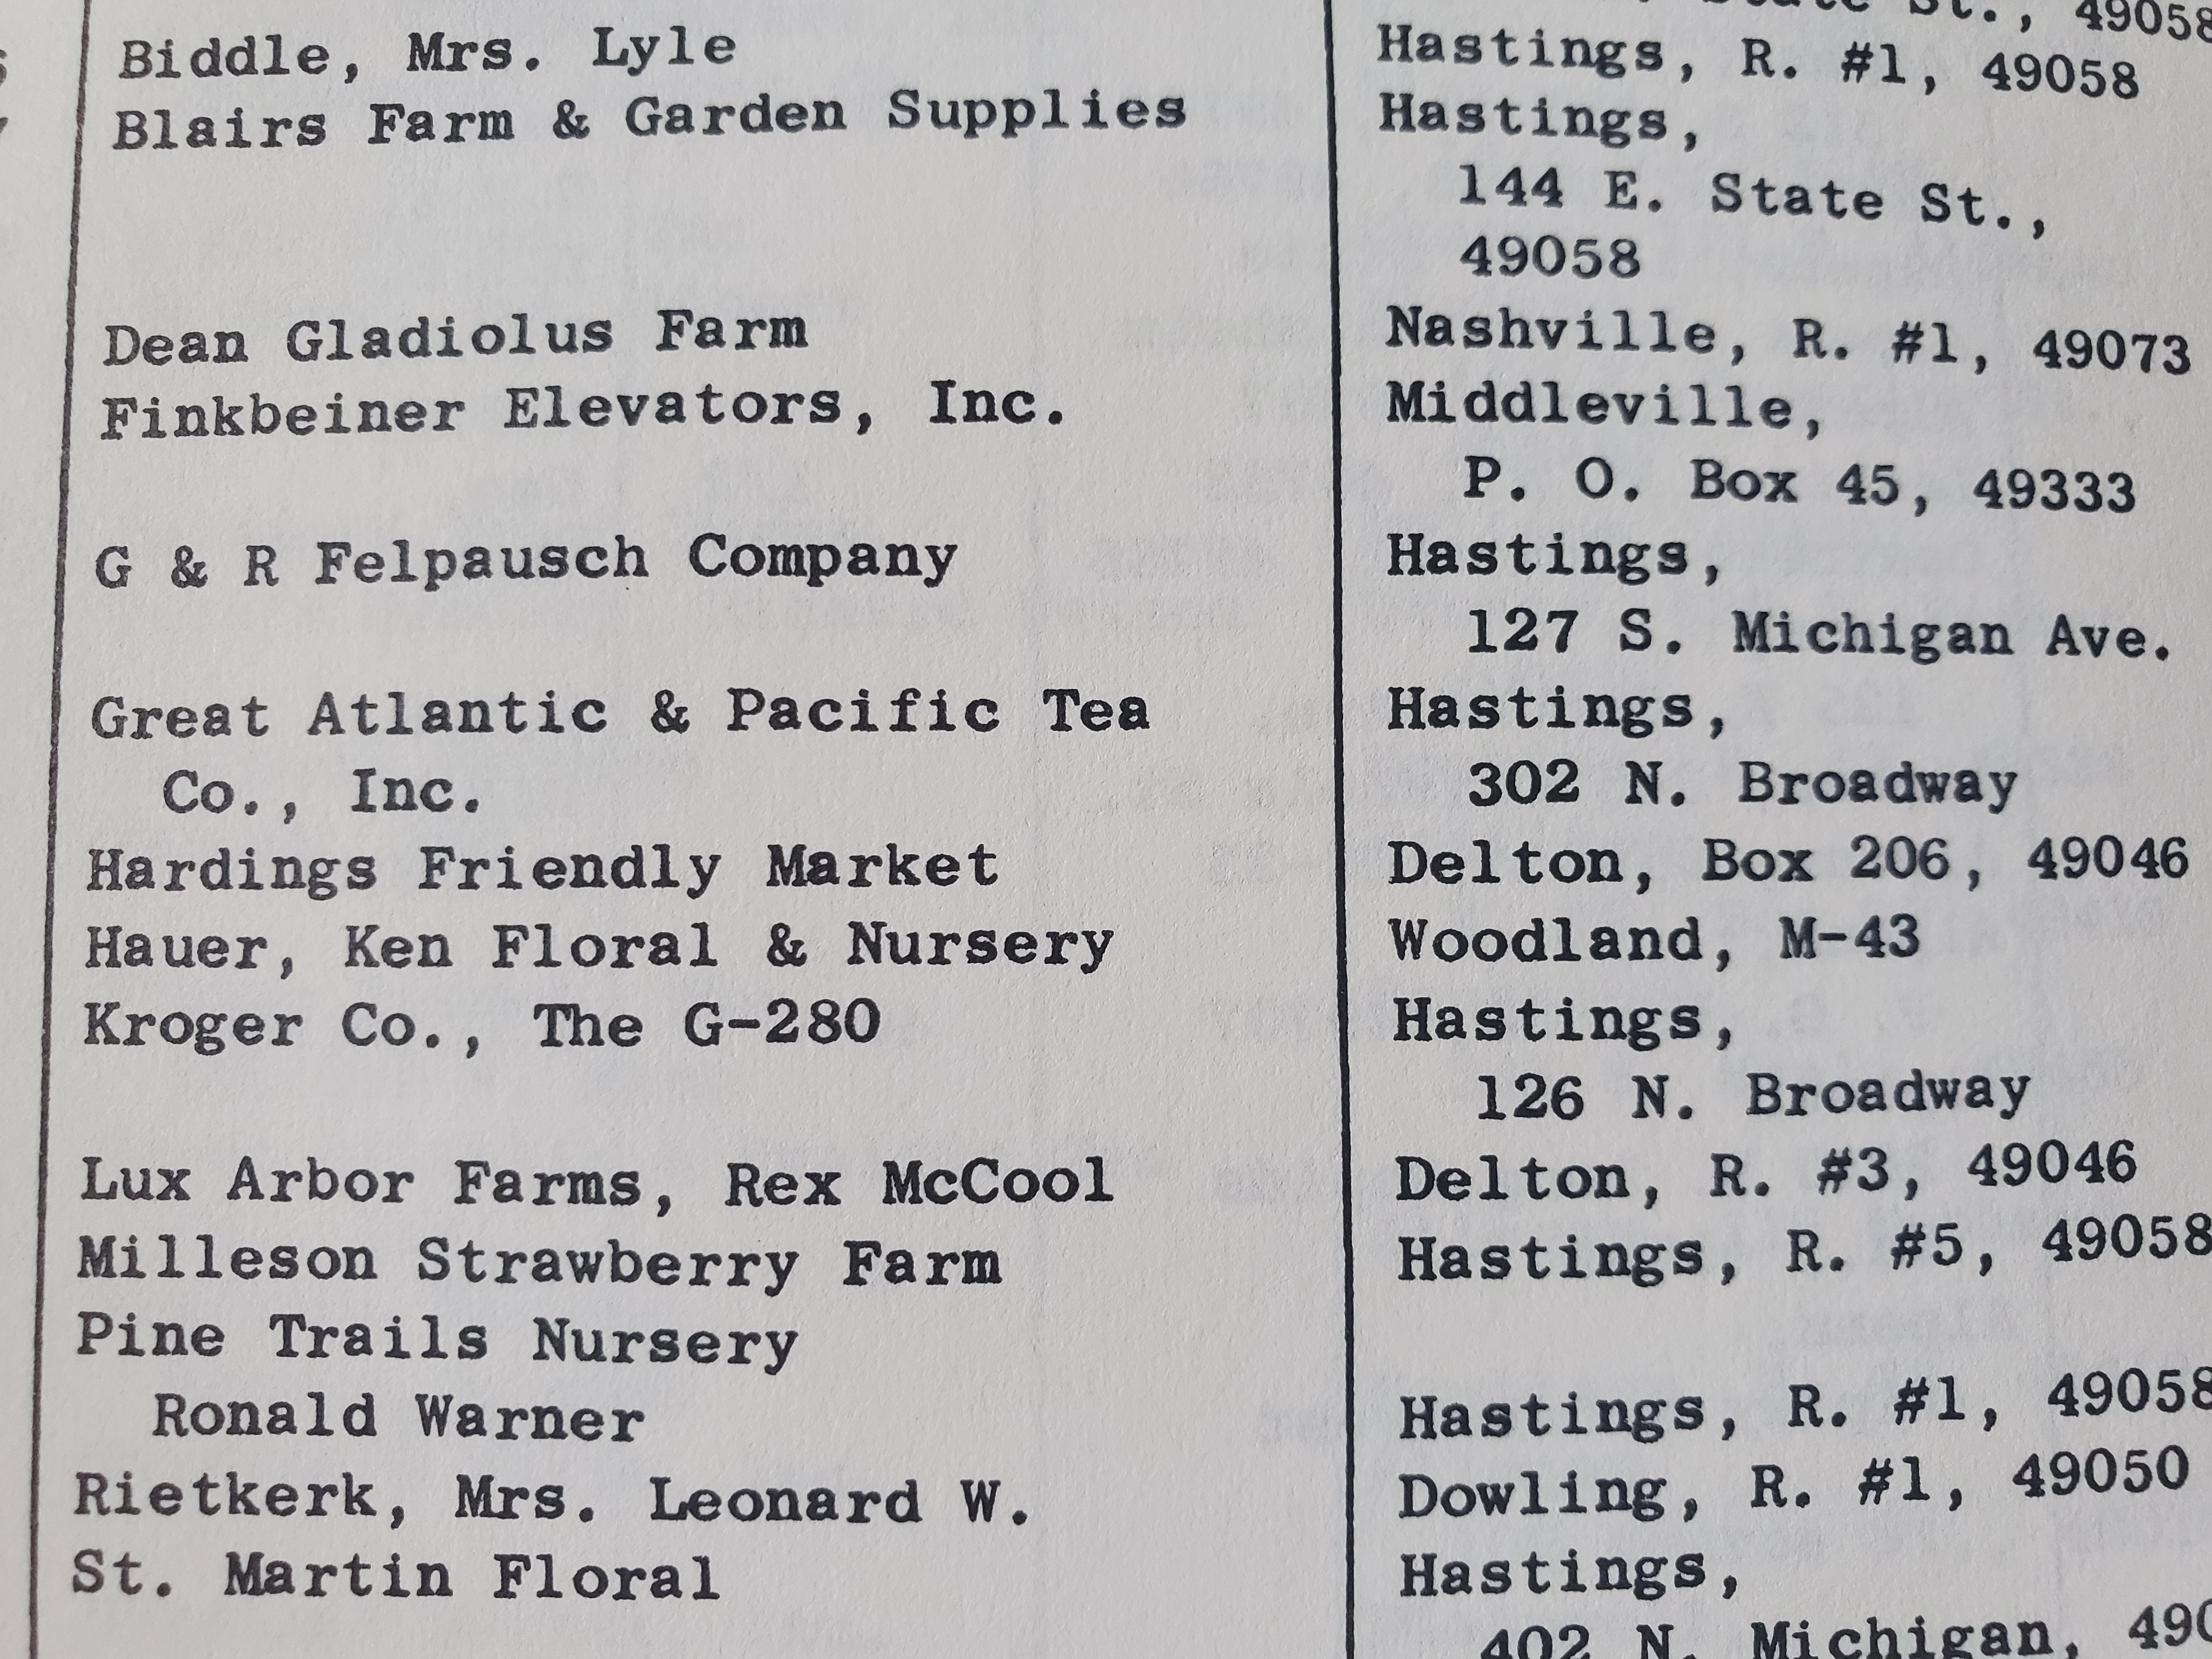 State St., 49058
Biddle, Mrs. Lyle Hastings, R. #1, 49058
Blairs Farm & Garden Supplies Hastings,
144 E. State St.,
49058
Dean Gladiolus Farm Nashville, R. #1, 49073
Finkbeiner Elevators, Inc. Middleville,
P. O. Box 45, 49333
G & R Felpausch Company Hastings,
127 S. Michigan Ave.
Great Atlantic & Pacific Tea Hastings,
Co., Inc. 302 N. Broadway
Hardings Friendly Market Delton, Box 206, 49046
Hauer, Ken Floral & Nursery Woodland, M-43
Kroger Co., The G-280 Hastings,
126 N. Broadway
Lux Arbor Farms, Rex McCool Delton, R. #3, 49046
Milleson Strawberry Farm Hastings, R. #5, 49058
Pine Trails Nursery
Ronald Warner Hastings, R. #1, 49058
Rietkerk, Mrs. Leonard W. Dowling, R. #1, 49050
St. Martin Floral Hastings,
402 N. Michigan,